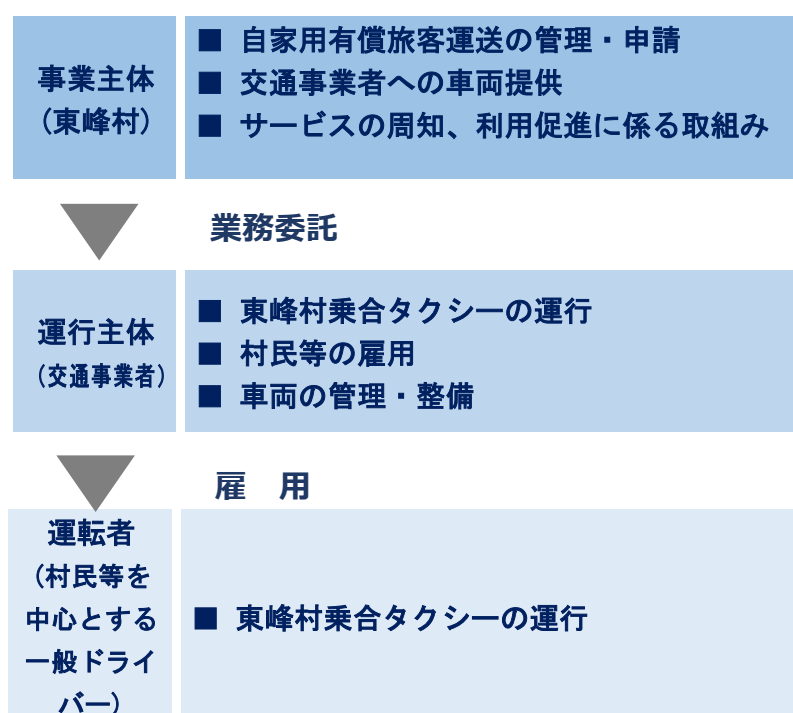 事業主体
(東峰村)
■ 自家用有償旅客運送の管理・申請
■ 交通事業者への車両提供
■ サービスの周知、利用促進に係る取組み
業務委託
運行主体
(交通事業者)
■ 東峰村乗合タクシーの運行
■ 村民等の雇用
■ 車両の管理・整備
雇　用
運転者
(村民等を
中心とする
一般ドライ
バー)
■ 東峰村乗合タクシーの運行